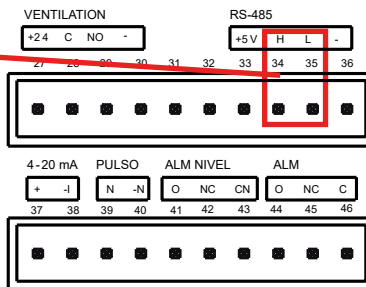 VENTILATION RS-485
+24 C NO - +5V H L -
27 28 29 30 31 32 33 34 35 36
4-20 mA PULSO ALM NIVEL ALM
+ -I N -N O NC CN O NC C
37 38 39 40 41 42 43 44 45 46